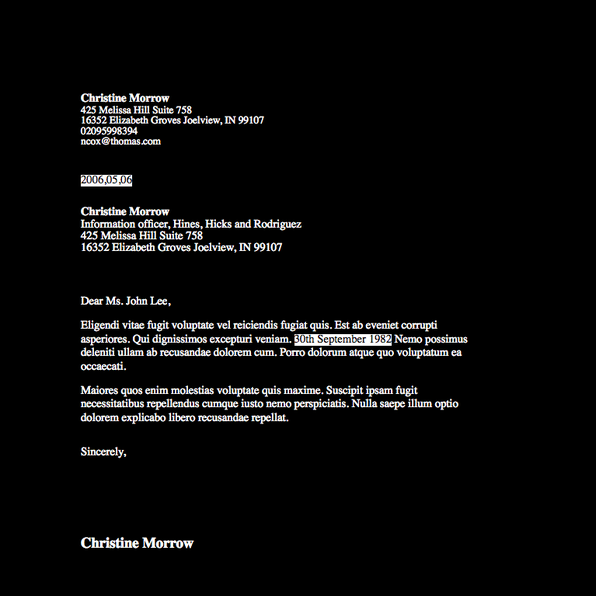 Christine Morrow
425 Melissa Hill Suite 758
16352 Elizabeth Groves Joelview, IN 99107
02095998394
ncox@thomas.com
2006,05,06
Christine Morrow
Information officer, Hines, Hicks and Rodriguez
425 Melissa Hill Suite 758
16352 Elizabeth Groves Joelview, IN 99107
Dear Ms. John Lee,
Eligendi vitae fugit voluptate vel reiciendis fugiat quis. Est ab eveniet corrupti
asperiores. Qui dignissimos excepturi veniam. 30th September 1982 Nemo possimus
deleniti ullam ab recusandae dolorem cum. Porro dolorum atque quo voluptatum ea
occaecati.
Maiores quos enim molestias voluptate quis maxime. Suscipit ipsam fugit
necessitatibus repellendus cumque iusto nemo perspiciatis. Nulla saepe illum optio
dolorem explicabo libero recusandae repellat.
Sincerely,
Christine Morrow